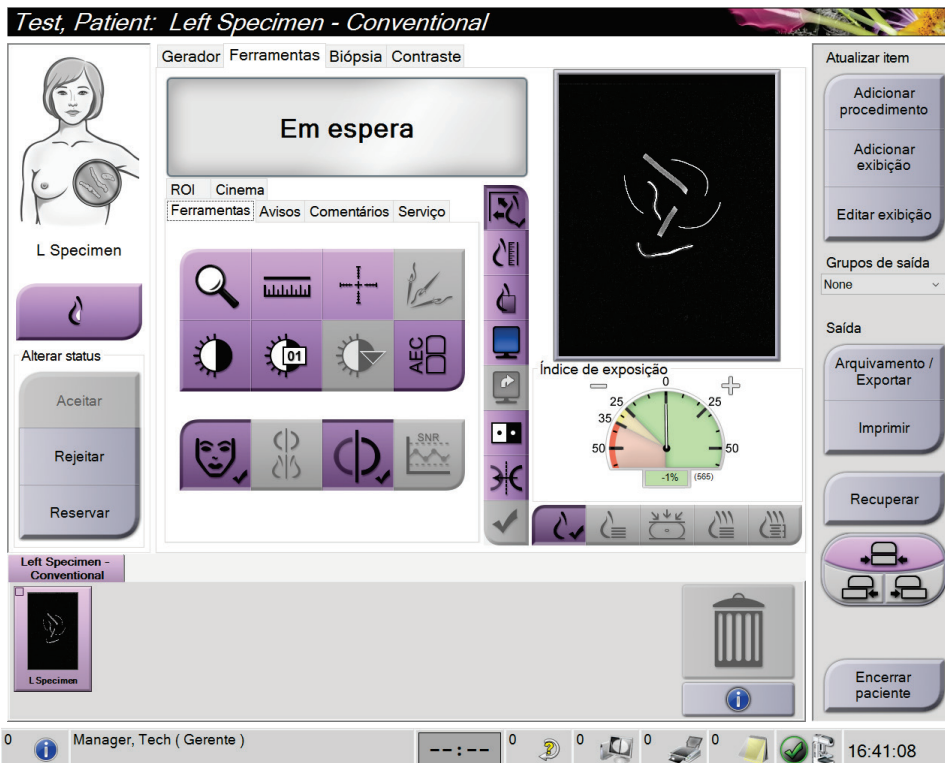 Test, Patient: Left Specimen - Conventional
Gerador Ferramentas Biópsia Contraste
Em espera
ROI Cinema
Ferramentas Avisos Comentários Serviço
L Specimen
01
AEC
SNR
Alterar status
Aceitar
Rejeitar
Reservar
Índice de exposição
0
25 25
35
50 50
-1% (565)
Left Specimen -
Conventional
L Specimen
Atualizar item
Adicionar
procedimento
Adicionar
exibição
Editar exibição
Grupos de saída
None
Saída
Arquivamento /
Exportar
Imprimir
Recuperar
Encerrar
paciente
0 Manager, Tech ( Gerente ) --:-- 0 0 0 0 16:41:08